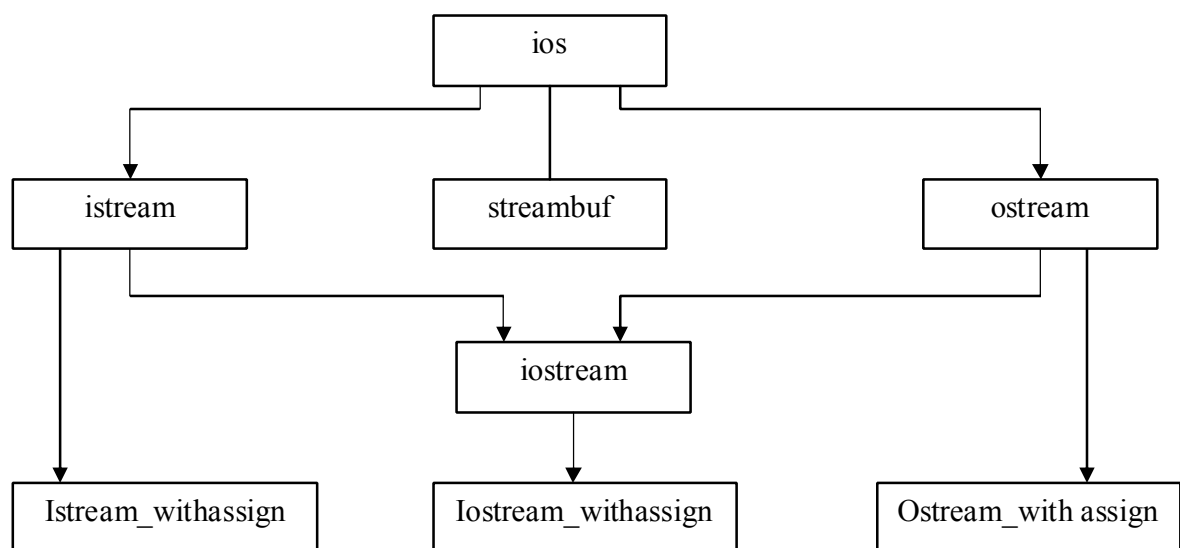 ios
istream
streambuf
ostream
iostream
Istream_withassign
Iostream_withassign
Ostream_with assign